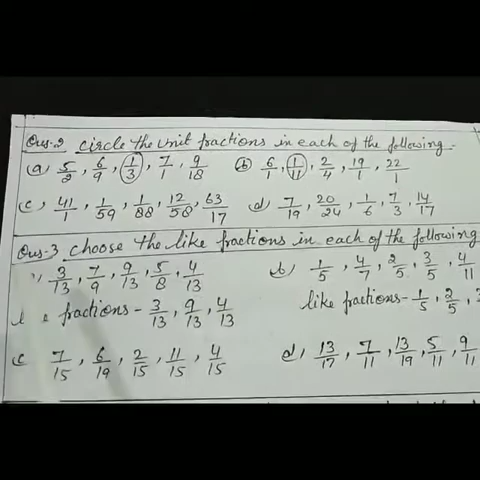 Ques-2 circle the unit fractions in each of the following-
(a) 5/2, 6/9, 1/3, 7/1, 9/18 (b) 6/1, 1/11, 2/4, 19/1, 22/1
c, 41/1, 1/59, 1/88, 12/58, 63/17 d, 7/19, 20/24, 1/6, 7/3, 14/17
Ques-3 choose the like fractions in each of the following
3/13, 7/9, 9/13, 5/8, 4/13 b, 1/5, 4/7, 2/5, 3/5, 4/11
fractions - 3/13, 9/13, 4/13 like fractions - 1/5, 2/5,
c 7/15, 6/19, 2/15, 11/15, 4/15 d, 13/17, 7/11, 13/19, 5/11, 9/11